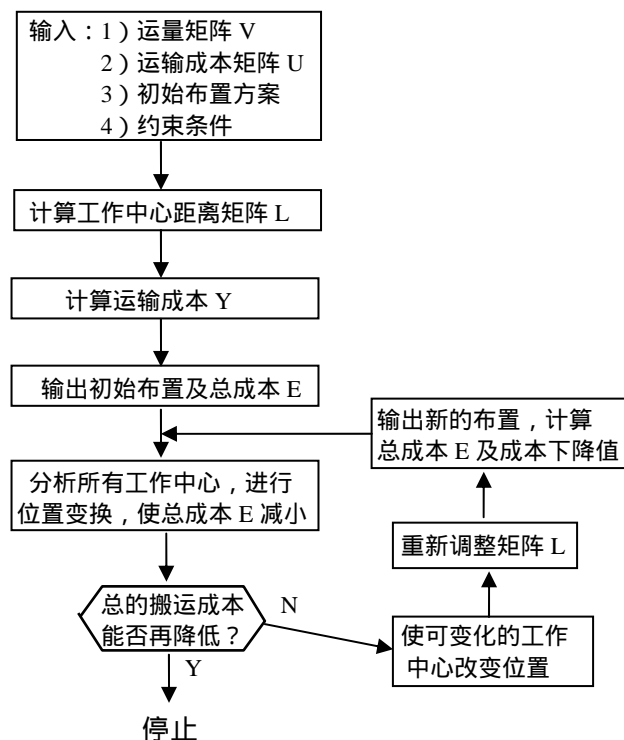 输入：1）运量矩阵 V
2）运输成本矩阵 U
3）初始布置方案
4）约束条件
计算工作中心距离矩阵 L
计算运输成本 Y
输出初始布置及总成本 E
分析所有工作中心，进行
位置变换，使总成本 E 减小
总的搬运成本
能否再降低？
N
Y
停止
使可变化的工作
中心改变位置
重新调整矩阵 L
输出新的布置，计算
总成本 E 及成本下降值